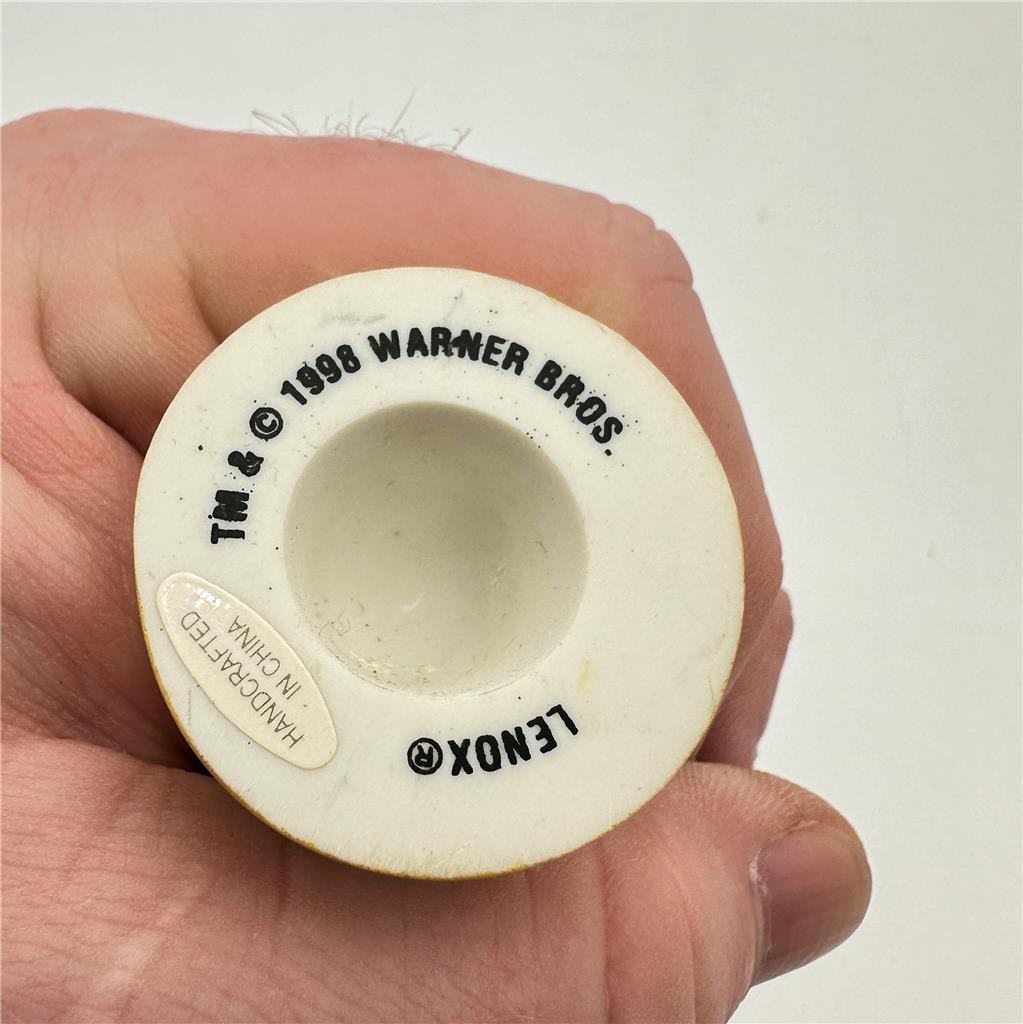 TM & © 1998 WARNER BROS.
LENOX®
HANDCRAFTED
IN CHINA